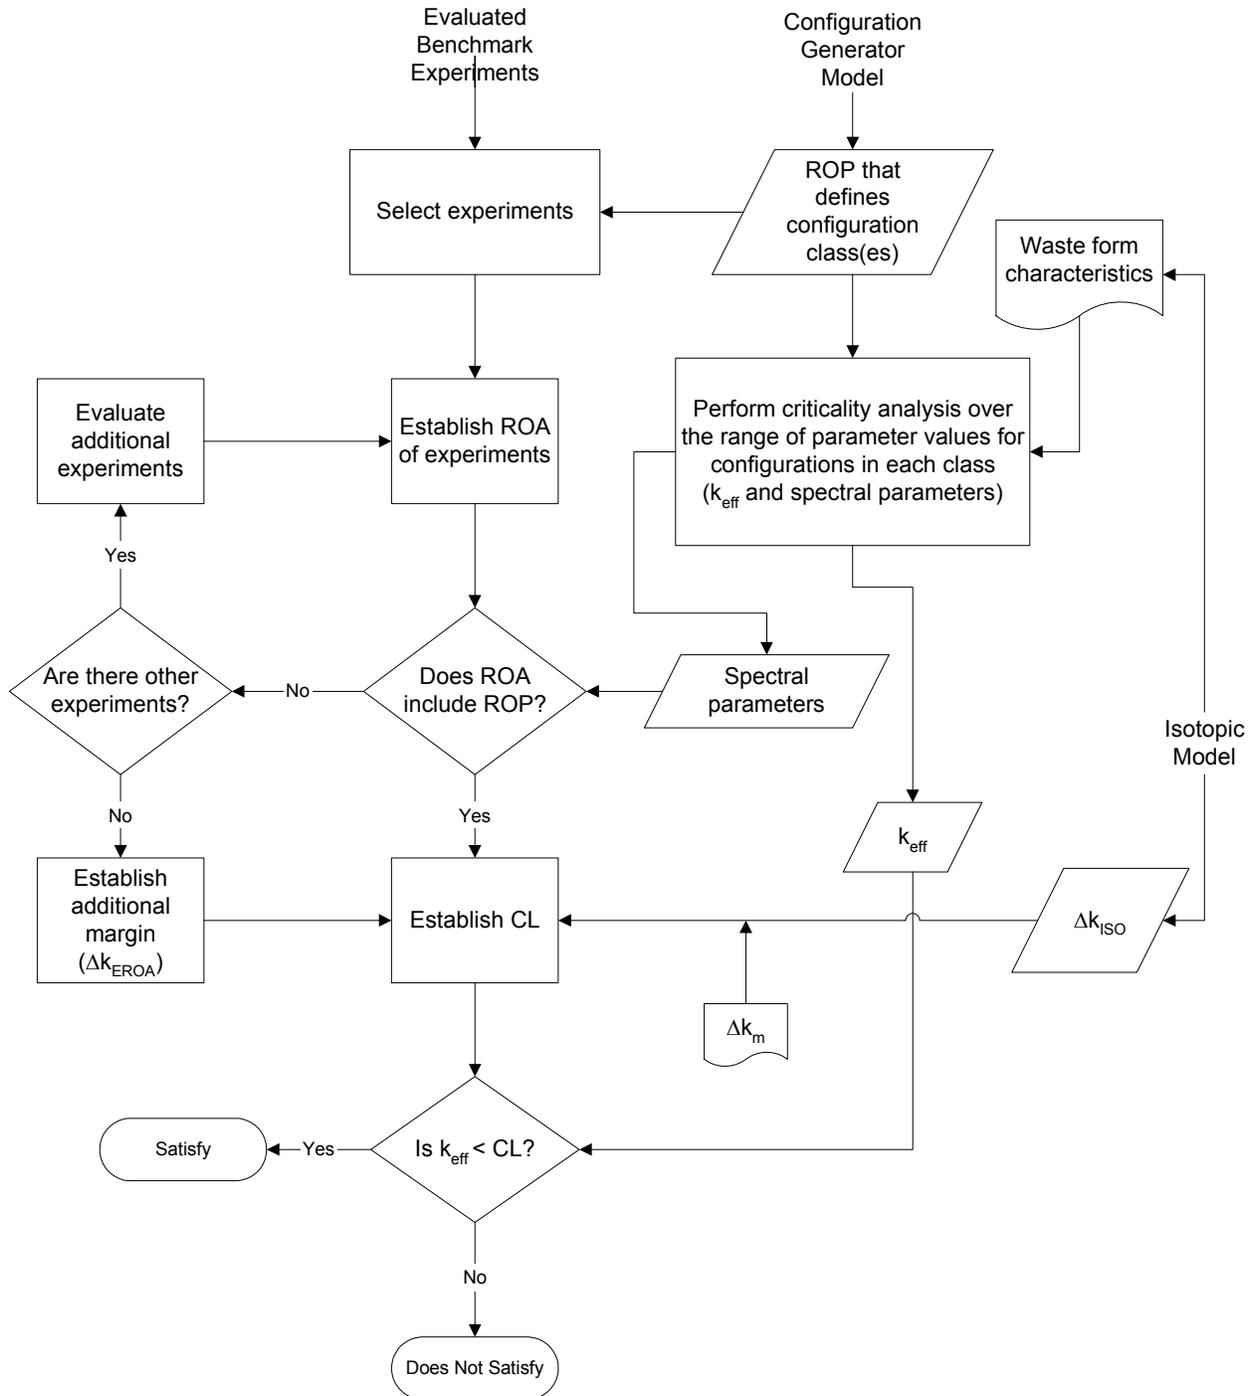 Evaluated
Benchmark
Experiments
Configuration
Generator
Model
Select experiments
ROP that
defines
configuration
class(es)
Waste form
characteristics
Evaluate
additional
experiments
Establish ROA
of experiments
Perform criticality analysis over
the range of parameter values for
configurations in each class
(keff and spectral parameters)
Yes
Are there other
experiments?
No
Does ROA
include ROP?
Spectral
parameters
Isotopic
Model
No
Yes
keff
Establish
additional
margin
(ΔkEROA)
Establish CL
ΔkISO
Δkm
Satisfy
Yes
Is keff < CL?
No
Does Not Satisfy